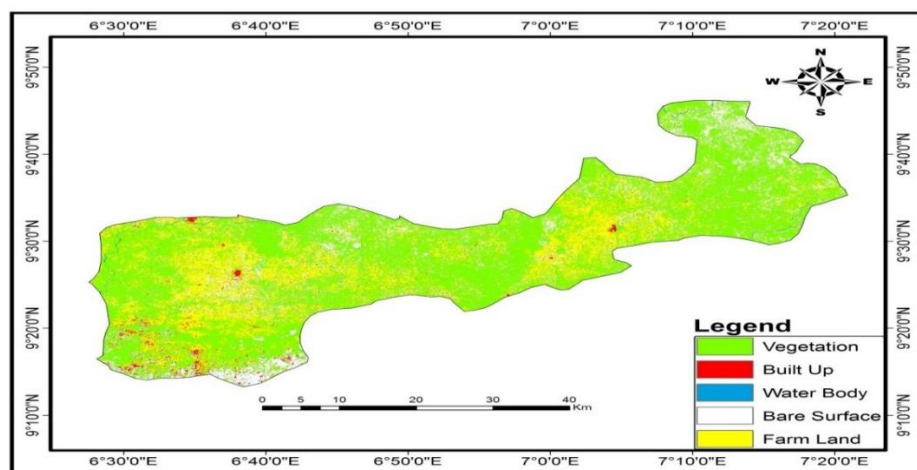 6°30'0"E 6°40'0"E 6°50'0"E 7°0'0"E 7°10'0"E 7°20'0"E
9°50'0"N 9°50'0"N
N
W E
S
9°40'0"N 9°40'0"N
9°30'0"N 9°30'0"N
9°20'0"N 9°20'0"N
9°10'0"N 9°10'0"N
Legend
Vegetation
Built Up
Water Body
Bare Surface
Farm Land
0 5 10 20 30 40
Km
6°30'0"E 6°40'0"E 6°50'0"E 7°0'0"E 7°10'0"E 7°20'0"E